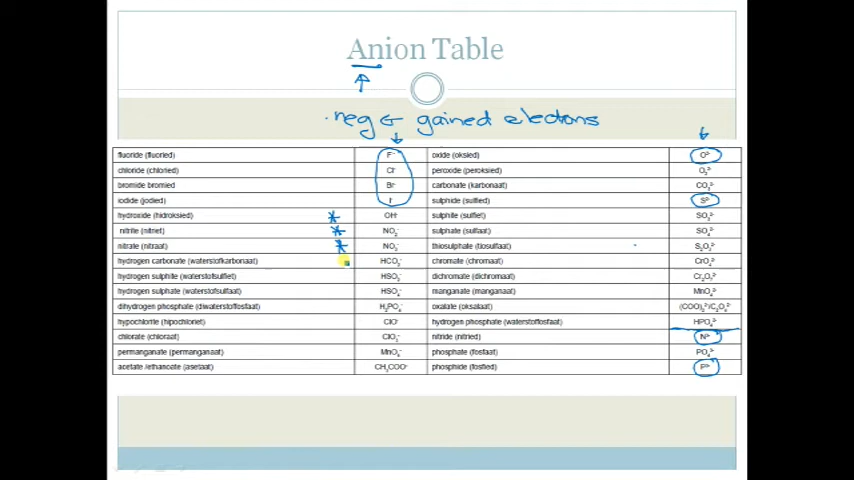 Anion Table
· neg ← gained electrons
fluoride (fluoried) F⁻ oxide (oksied) O²⁻
chloride (chloried) Cl⁻ peroxide (peroksied) O₂²⁻
bromide bromied) Br⁻ carbonate (karbonaat) CO₃²⁻
iodide (jodied) I⁻ sulphide (sulfied) S²⁻
hydroxide (hidroksied) * OH⁻ sulphite (sulfiet) SO₃²⁻
nitrite (nitriet) * NO₂⁻ sulphate (sulfaat) SO₄²⁻
nitrate (nitraat) * NO₃⁻ thiosulphate (tiosulfaat) S₂O₃²⁻
hydrogen carbonate (waterstofkarbonaat) HCO₃⁻ chromate (chromaat) CrO₄²⁻
hydrogen sulphite (waterstofsulfiet) HSO₃⁻ dichromate (dichromaat) Cr₂O₇²⁻
hydrogen sulphate (waterstofsulfaat) HSO₄⁻ manganate (manganaat) MnO₄²⁻
dihydrogen phosphate (diwaterstoffosfaat) H₂PO₄⁻ oxalate (oksalaat) (COO)₂²⁻/C₂O₄²⁻
hypochlorite (hipochloriet) ClO⁻ hydrogen phosphate (waterstoffosfaat) HPO₄²⁻
chlorate (chloraat) ClO₃⁻ nitride (nitried) N³⁻
permanganate (permanganaat) MnO₄⁻ phosphate (fosfaat) PO₄³⁻
acetate /ethanoate (asetaat) CH₃COO⁻ phosphide (fosfied) P³⁻